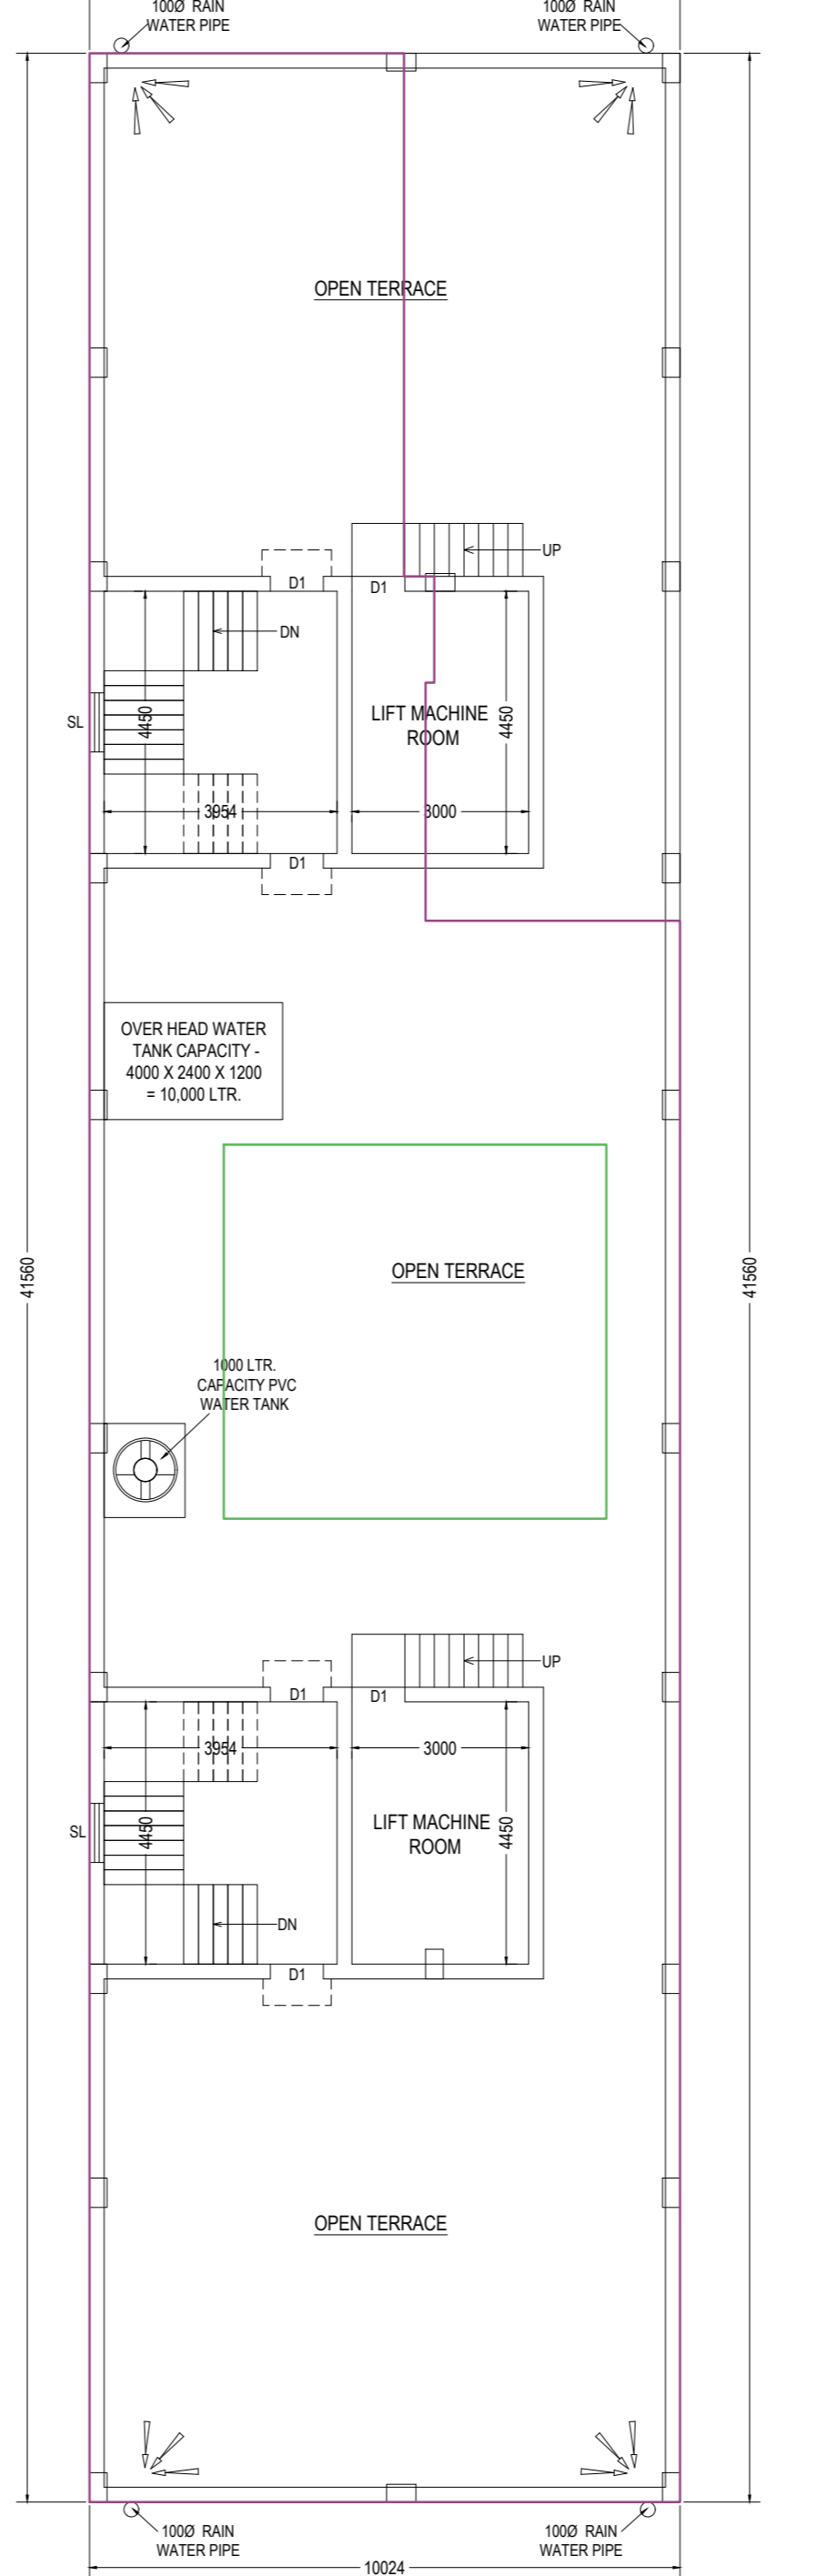 100Ø RAIN
WATER PIPE
100Ø RAIN
WATER PIPE
OPEN TERRACE
UP
D1
D1
DN
SL
4450
LIFT MACHINE
ROOM
4450
3954
3000
D1
OVER HEAD WATER
TANK CAPACITY -
4000 X 2400 X 1200
= 10,000 LTR.
41560
OPEN TERRACE
41560
1000 LTR.
CAPACITY PVC
WATER TANK
UP
D1
D1
3954
3000
SL
4450
LIFT MACHINE
ROOM
4450
DN
D1
OPEN TERRACE
100Ø RAIN
WATER PIPE
100Ø RAIN
WATER PIPE
10024